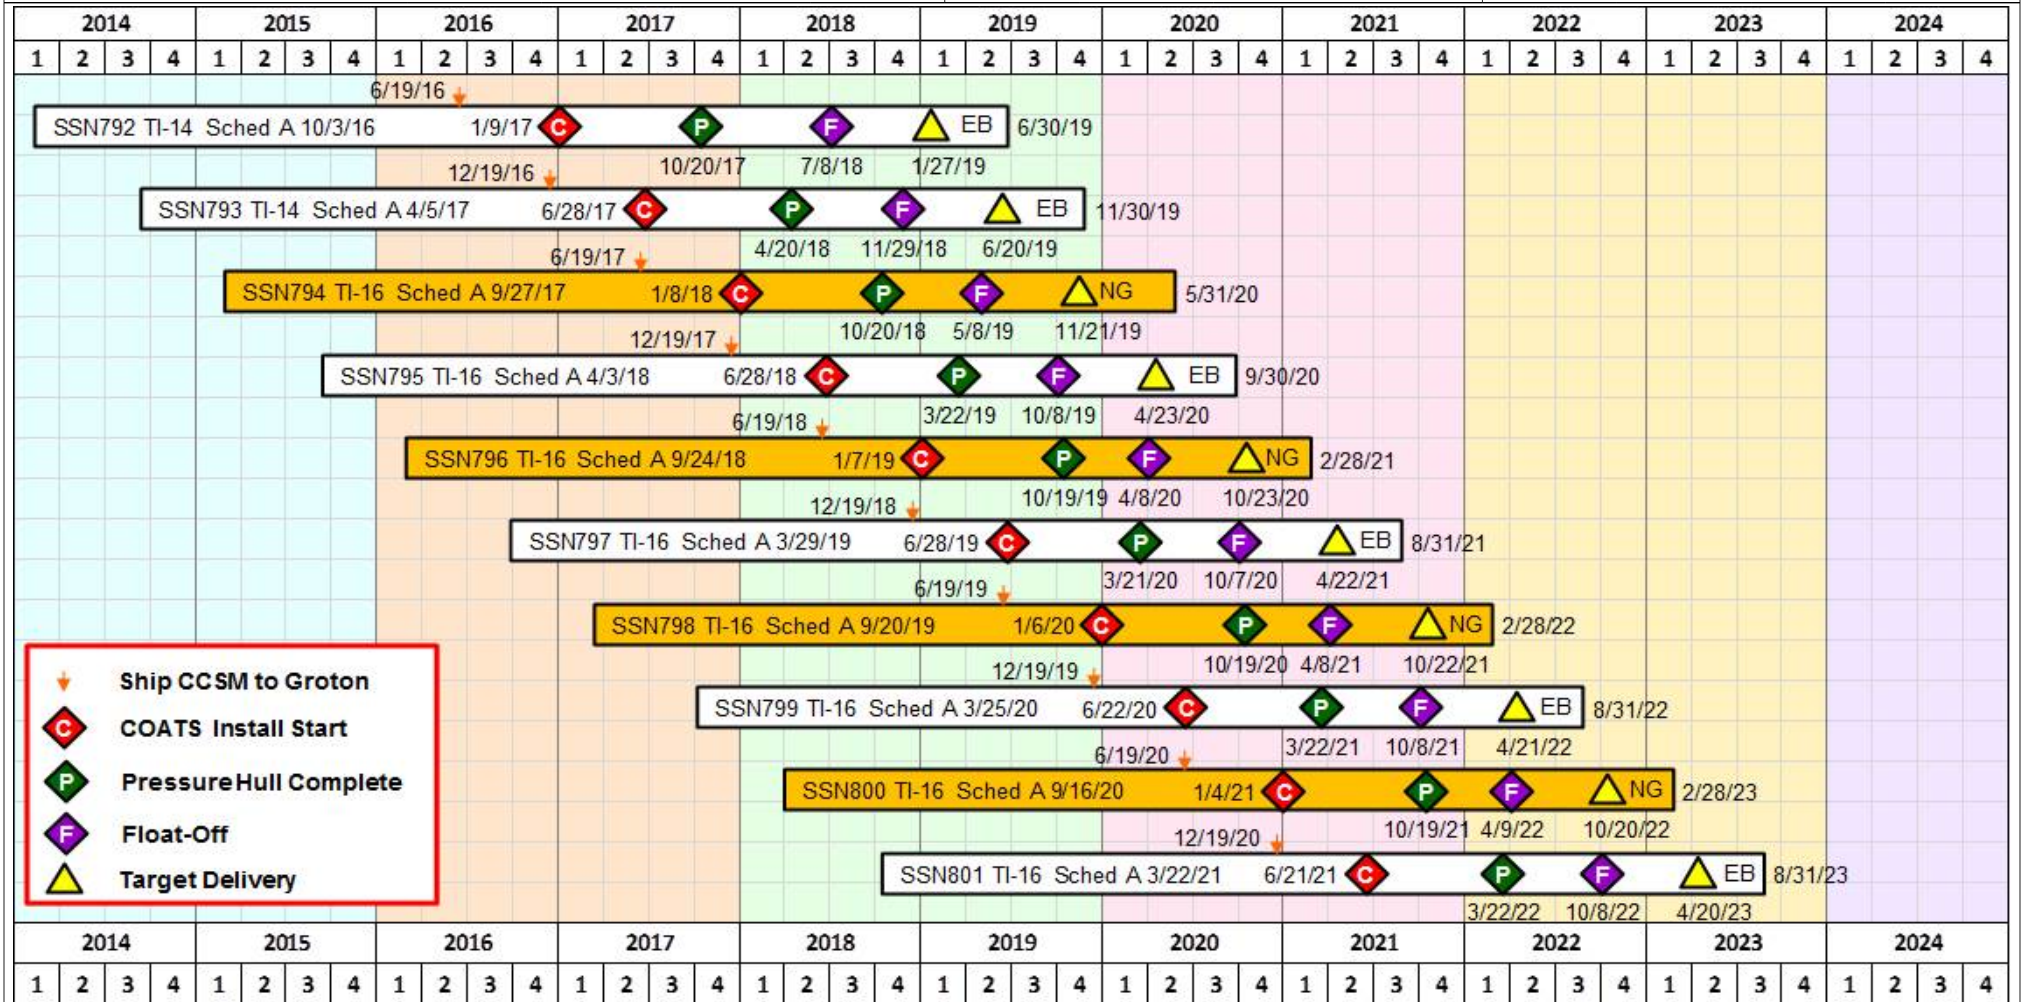 2014 2015 2016 2017 2018 2019 2020 2021 2022 2023 2024
1 2 3 4 1 2 3 4 1 2 3 4 1 2 3 4 1 2 3 4 1 2 3 4 1 2 3 4 1 2 3 4 1 2 3 4 1 2 3 4 1 2 3 4
6/19/16
SSN792 TI-14 Sched A 10/3/16 1/9/17 C P F EB 6/30/19
10/20/17 7/8/18 1/27/19
12/19/16
SSN793 TI-14 Sched A 4/5/17 6/28/17 C P F EB 11/30/19
4/20/18 11/29/18 6/20/19
6/19/17
SSN794 TI-16 Sched A 9/27/17 1/8/18 C P F NG 5/31/20
10/20/18 5/8/19 11/21/19
12/19/17
SSN795 TI-16 Sched A 4/3/18 6/28/18 C P F EB 9/30/20
3/22/19 10/8/19 4/23/20
6/19/18
SSN796 TI-16 Sched A 9/24/18 1/7/19 C P F NG 2/28/21
10/19/19 4/8/20 10/23/20
12/19/18
SSN797 TI-16 Sched A 3/29/19 6/28/19 C P F EB 8/31/21
3/21/20 10/7/20 4/22/21
6/19/19
SSN798 TI-16 Sched A 9/20/19 1/6/20 C P F NG 2/28/22
10/19/20 4/8/21 10/22/21
12/19/19
SSN799 TI-16 Sched A 3/25/20 6/22/20 C P F EB 8/31/22
3/22/21 10/8/21 4/21/22
6/19/20
SSN800 TI-16 Sched A 9/16/20 1/4/21 C P F NG 2/28/23
10/19/21 4/9/22 10/20/22
12/19/20
SSN801 TI-16 Sched A 3/22/21 6/21/21 C P F EB 8/31/23
3/22/22 10/8/22 4/20/23
Ship CCSM to Groton
C COATS Install Start
P Pressure Hull Complete
F Float-Off
Target Delivery
2014 2015 2016 2017 2018 2019 2020 2021 2022 2023 2024
1 2 3 4 1 2 3 4 1 2 3 4 1 2 3 4 1 2 3 4 1 2 3 4 1 2 3 4 1 2 3 4 1 2 3 4 1 2 3 4 1 2 3 4